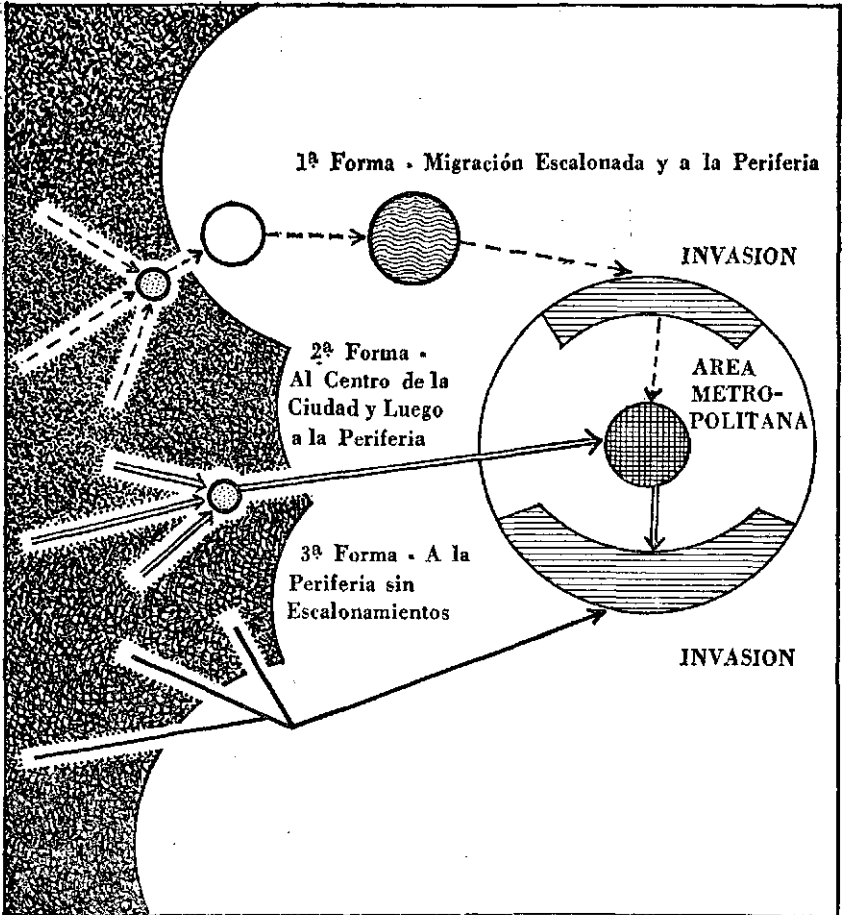 1ª Forma - Migración Escalonada y a la Periferia
INVASION
2ª Forma -
Al Centro de la
Ciudad y Luego
a la Periferia
AREA
METRO-
POLITANA
3ª Forma - A la
Periferia sin
Escalonamientos
INVASION